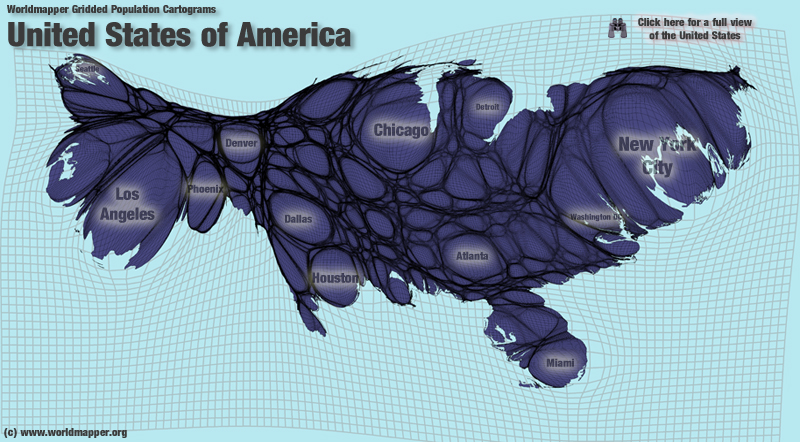 Worldmapper Gridded Population Cartograms
United States of America
Click here for a full view
of the United States
Seattle
Detroit
Chicago
Denver
New York
City
Phoenix
Los
Angeles
Dallas
Washington DC
Atlanta
Houston
Miami
(c) www.worldmapper.org